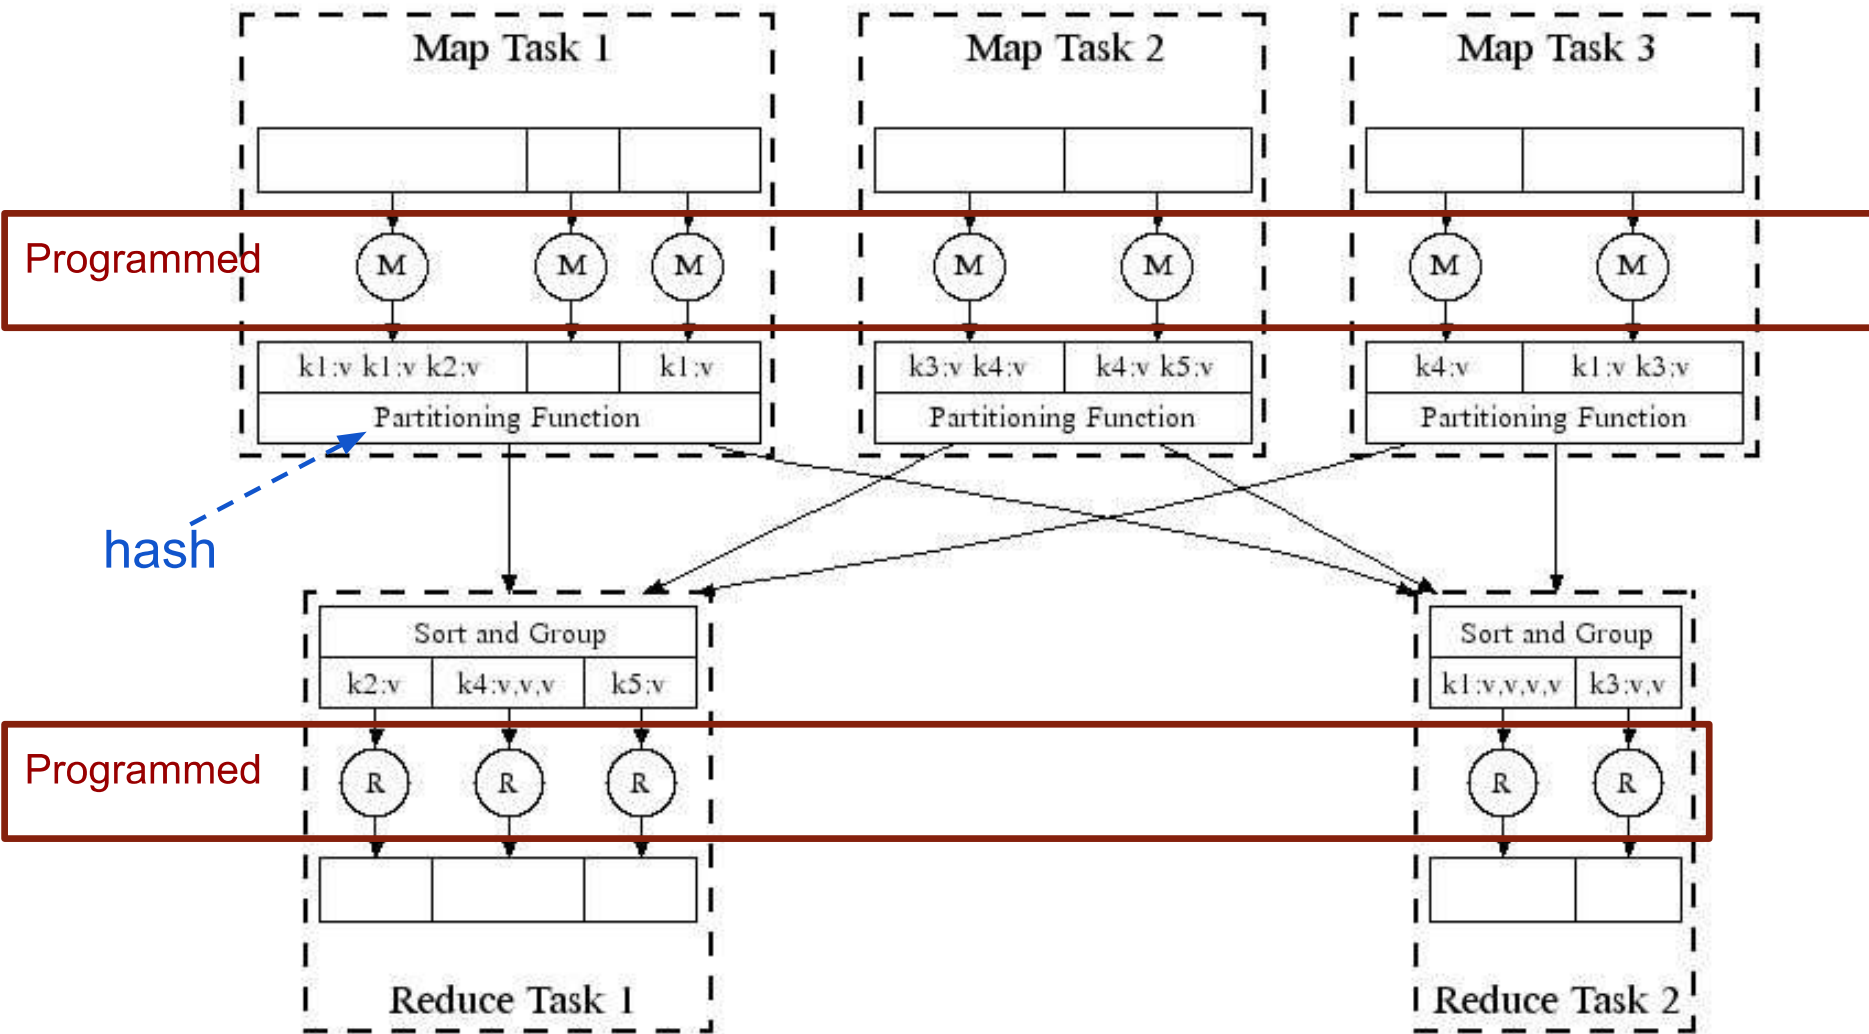 Map Task 1
Map Task 2
Map Task 3
Programmed
M
M
M
M
M
M
M
k1:v k1:v k2:v
k1:v
k3:v k4:v
k4:v k5:v
k4:v
k1:v k3:v
Partitioning Function
Partitioning Function
Partitioning Function
hash
Sort and Group
Sort and Group
k2:v
k4:v,v,v
k5:v
k1:v,v,v,v
k3:v,v
Programmed
R
R
R
R
R
Reduce Task 1
Reduce Task 2